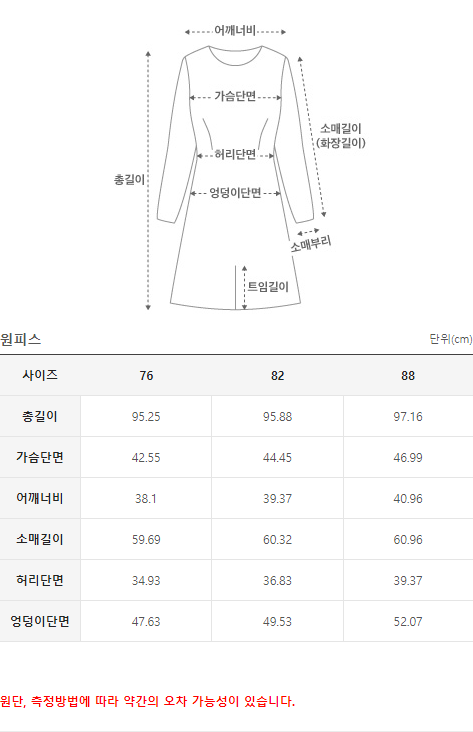 어깨너비
가슴단면
소매길이
(화장길이)
허리단면
총길이
엉덩이단면
소매부리
트임길이
원피스 단위(cm)
사이즈 76 82 88
총길이 95.25 95.88 97.16
가슴단면 42.55 44.45 46.99
어깨너비 38.1 39.37 40.96
소매길이 59.69 60.32 60.96
허리단면 34.93 36.83 39.37
엉덩이단면 47.63 49.53 52.07
원단, 측정방법에 따라 약간의 오차 가능성이 있습니다.